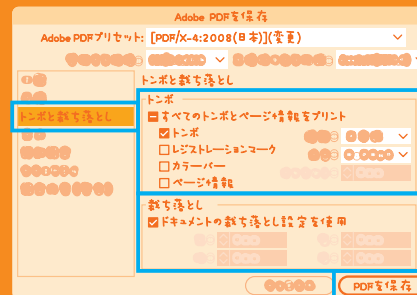 Adobe PDFを保存
Adobe PDFプリセット: [PDF/X-4:2008(日本)](変更)
トンボと裁ち落とし
トンボと裁ち落とし
トンボ
すべてのトンボとページ情報をプリント
トンボ
レジストレーションマーク
カラーバー
ページ情報
裁ち落とし
ドキュメントの裁ち落とし設定を使用
PDFを保存